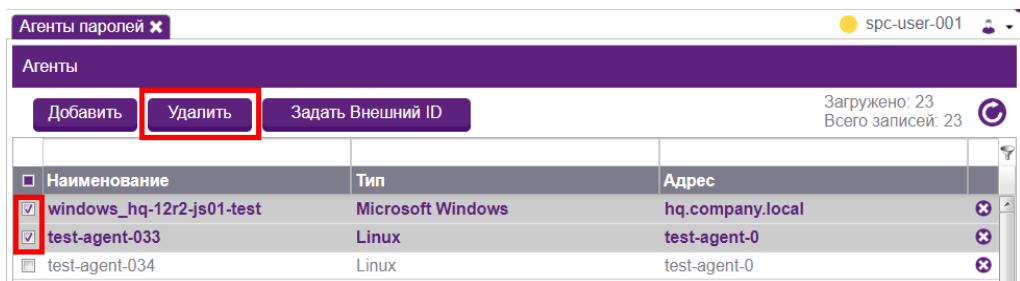 Агенты паролей
spc-user-001
Агенты
Добавить Удалить Задать Внешний ID
Загружено: 23
Всего записей: 23
Наименование Тип Адрес
windows_hq-12r2-js01-test Microsoft Windows hq.company.local
test-agent-033 Linux test-agent-0
test-agent-034 Linux test-agent-0